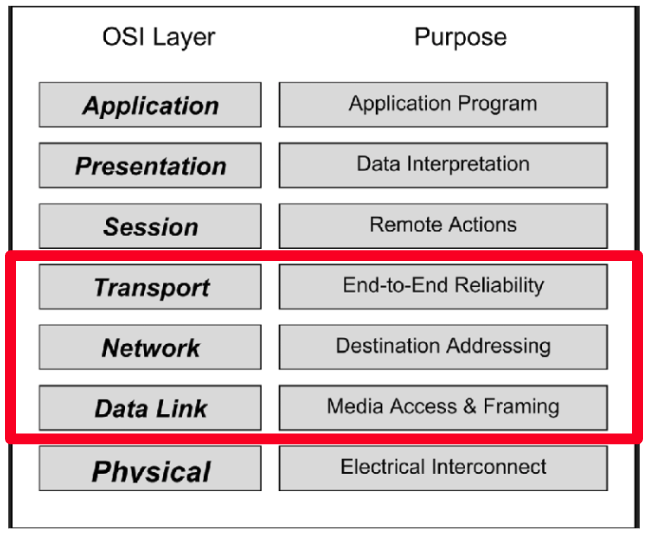 OSI Layer Purpose
Application Application Program
Presentation Data Interpretation
Session Remote Actions
Transport End-to-End Reliability
Network Destination Addressing
Data Link Media Access & Framing
Physical Electrical Interconnect